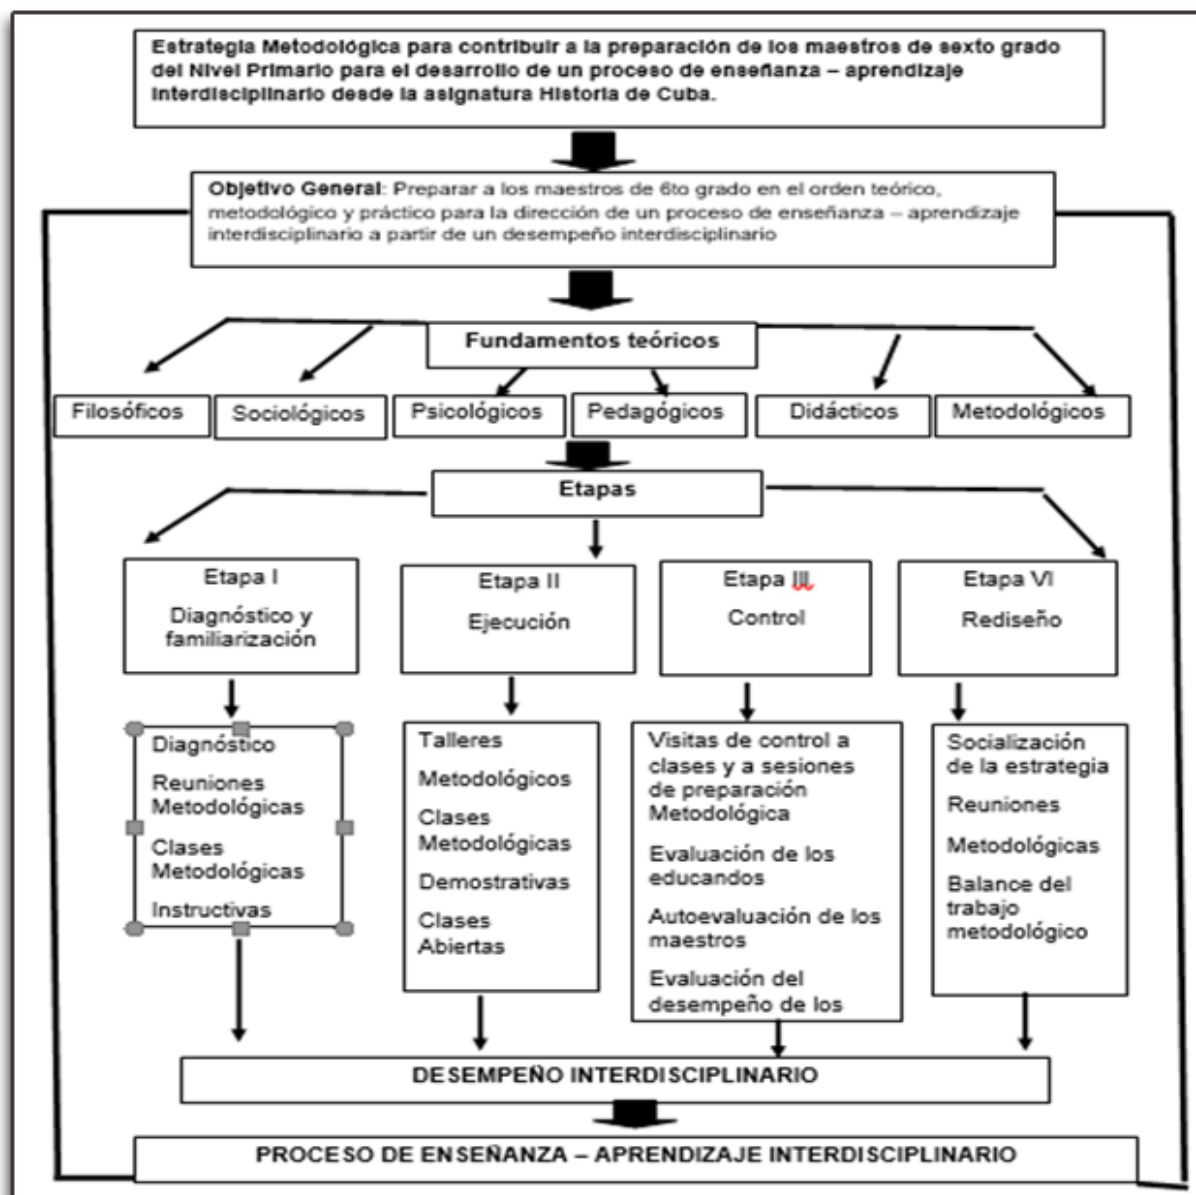 Estrategia Metodológica para contribuir a la preparación de los maestros de sexto grado
del Nivel Primario para el desarrollo de un proceso de enseñanza – aprendizaje
interdisciplinario desde la asignatura Historia de Cuba.
Objetivo General: Preparar a los maestros de 6to grado en el orden teórico,
metodológico y práctico para la dirección de un proceso de enseñanza – aprendizaje
interdisciplinario a partir de un desempeño interdisciplinario
Fundamentos teóricos
Filosóficos
Sociológicos
Psicológicos
Pedagógicos
Didácticos
Metodológicos
Etapas
Etapa I
Diagnóstico y
familiarización
Etapa II
Ejecución
Etapa III
Control
Etapa VI
Rediseño
Diagnóstico
Reuniones
Metodológicas
Clases
Metodológicas
Instructivas
Talleres
Metodológicos
Clases
Metodológicas
Demostrativas
Clases
Abiertas
Visitas de control a
clases y a sesiones
de preparación
Metodológica
Evaluación de los
educandos
Autoevaluación de los
maestros
Evaluación del
desempeño de los
Socialización
de la estrategia
Reuniones
Metodológicas
Balance del
trabajo
metodológico
DESEMPEÑO INTERDISCIPLINARIO
PROCESO DE ENSEÑANZA – APRENDIZAJE INTERDISCIPLINARIO